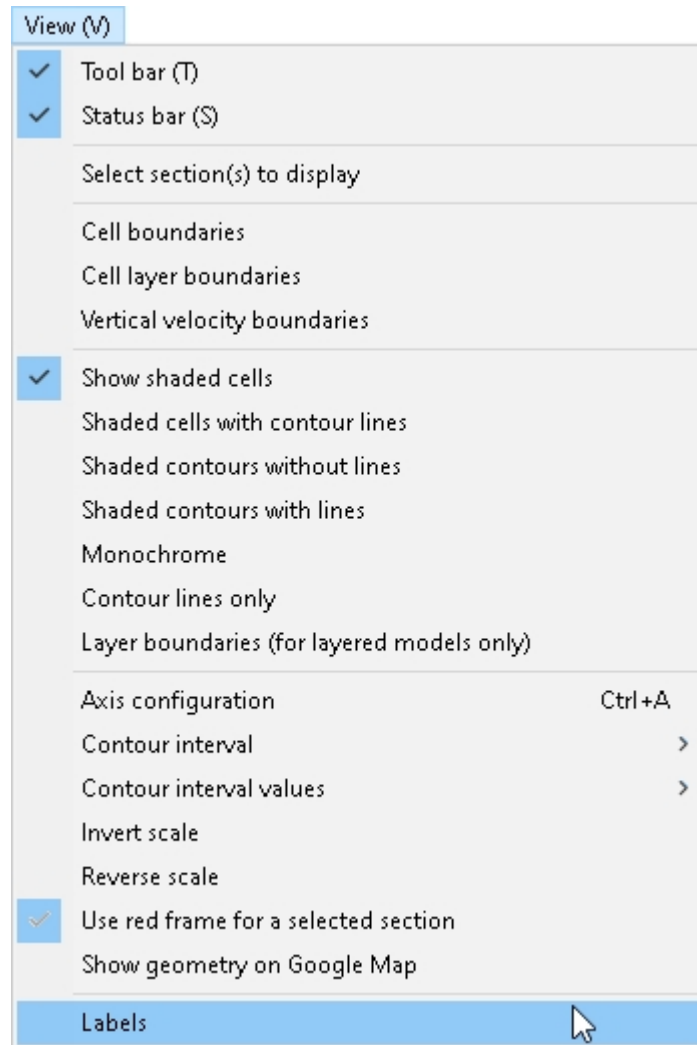 View (V)
Tool bar (T)
Status bar (S)
Select section(s) to display
Cell boundaries
Cell layer boundaries
Vertical velocity boundaries
Show shaded cells
Shaded cells with contour lines
Shaded contours without lines
Shaded contours with lines
Monochrome
Contour lines only
Layer boundaries (for layered models only)
Axis configuration Ctrl+A
Contour interval
Contour interval values
Invert scale
Reverse scale
Use red frame for a selected section
Show geometry on Google Map
Labels